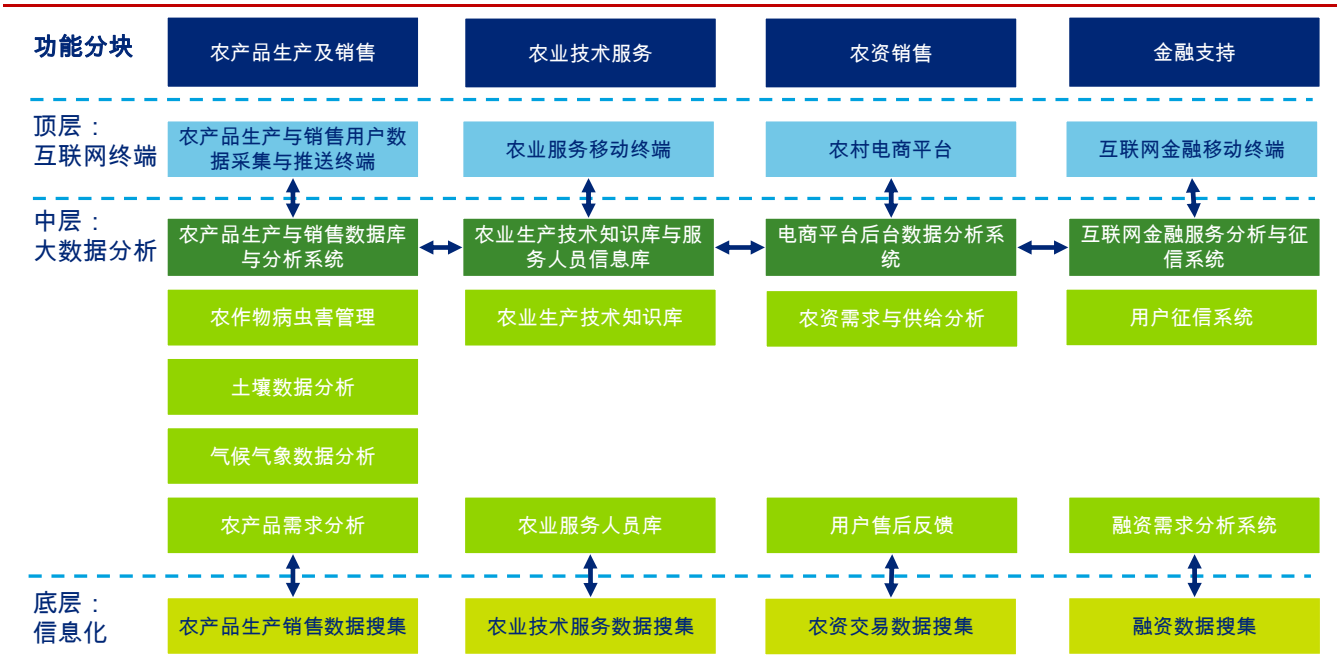 功能分块
农产品生产及销售
农业技术服务
农资销售
金融支持
顶层：
互联网终端
农产品生产与销售用户数
据采集与推送终端
农业服务移动终端
农村电商平台
互联网金融移动终端
中层：
大数据分析
农产品生产与销售数据库
与分析系统
农业生产技术知识库与服
务人员信息库
电商平台后台数据分析系
统
互联网金融服务分析与征
信系统
农作物病虫害管理
农业生产技术知识库
农资需求与供给分析
用户征信系统
土壤数据分析
气候气象数据分析
农产品需求分析
农业服务人员库
用户售后反馈
融资需求分析系统
底层：
信息化
农产品生产销售数据搜集
农业技术服务数据搜集
农资交易数据搜集
融资数据搜集